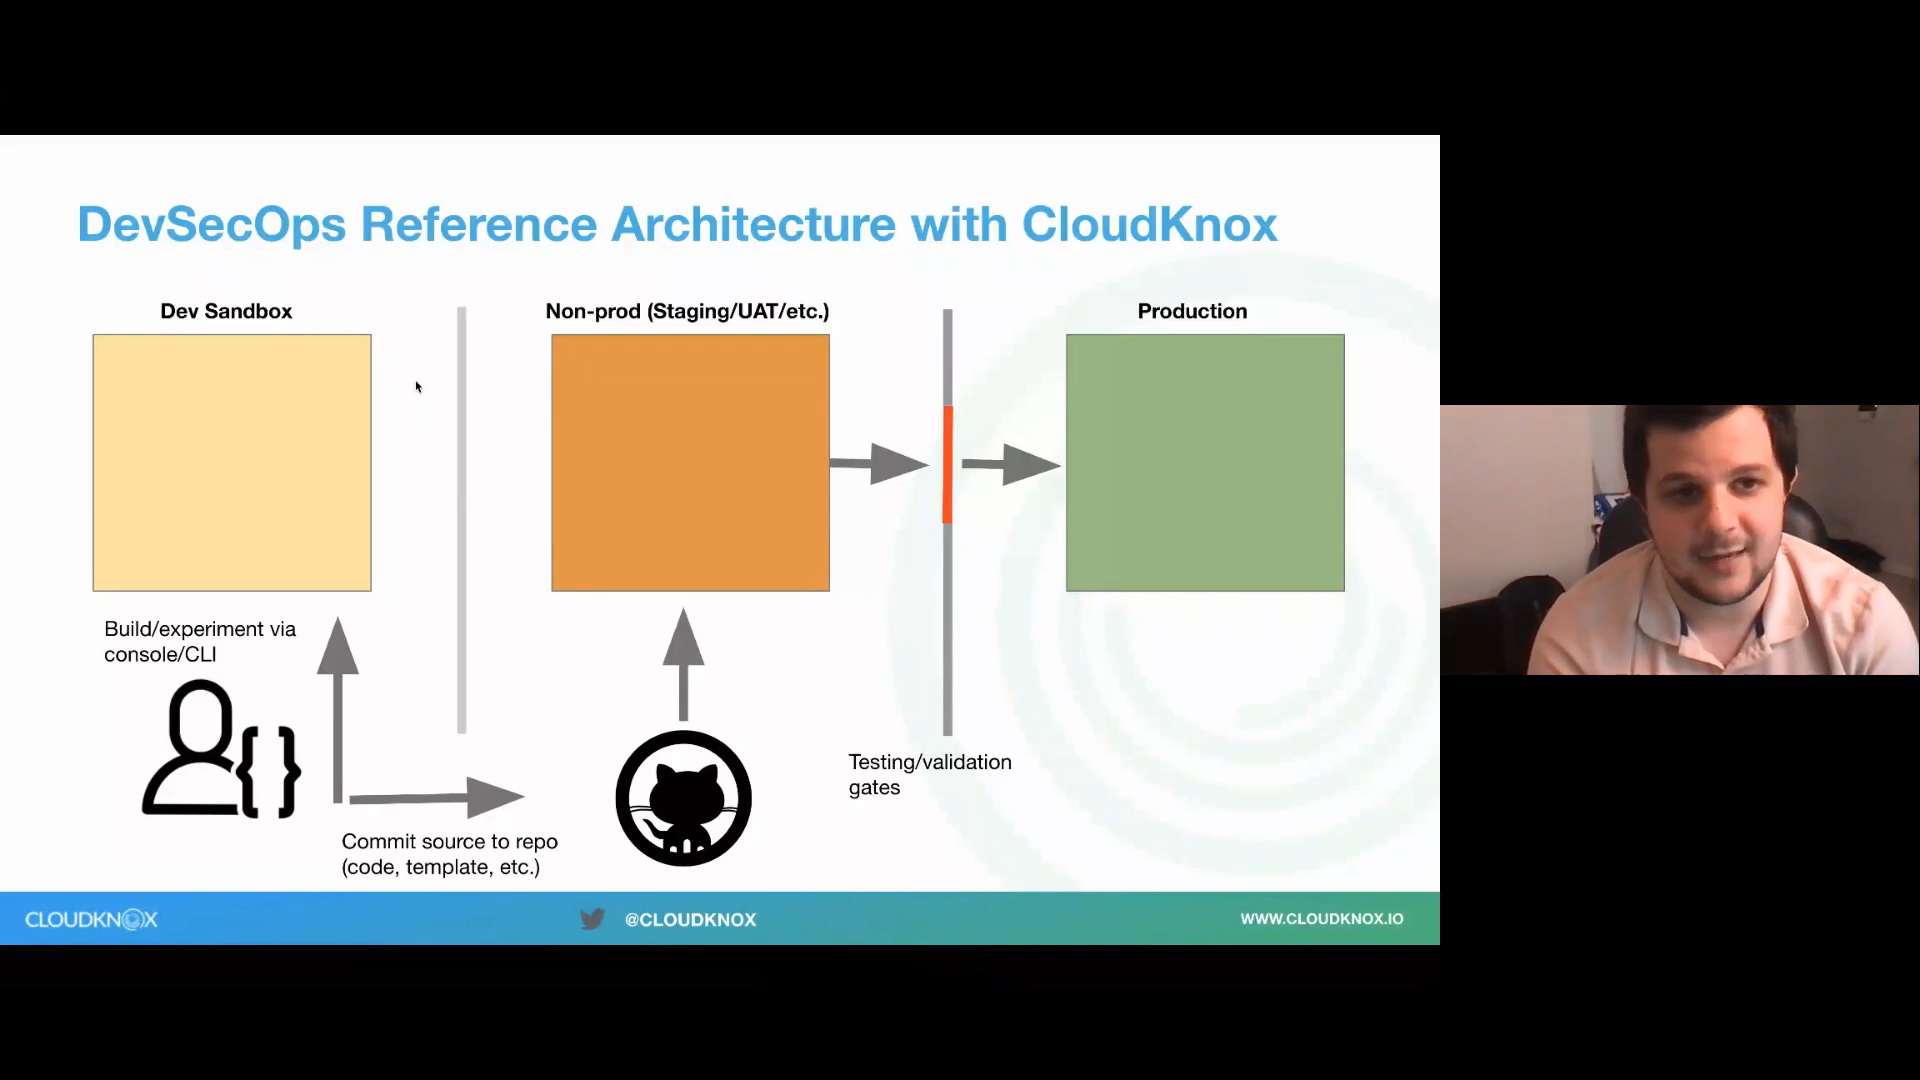 DevSecOps Reference Architecture with CloudKnox
Dev Sandbox
Non-prod (Staging/UAT/etc.)
Production
Build/experiment via
console/CLI
Testing/validation
gates
Commit source to repo
(code, template, etc.)
CLOUDKNOX
@CLOUDKNOX
WWW.CLOUDKNOX.IO